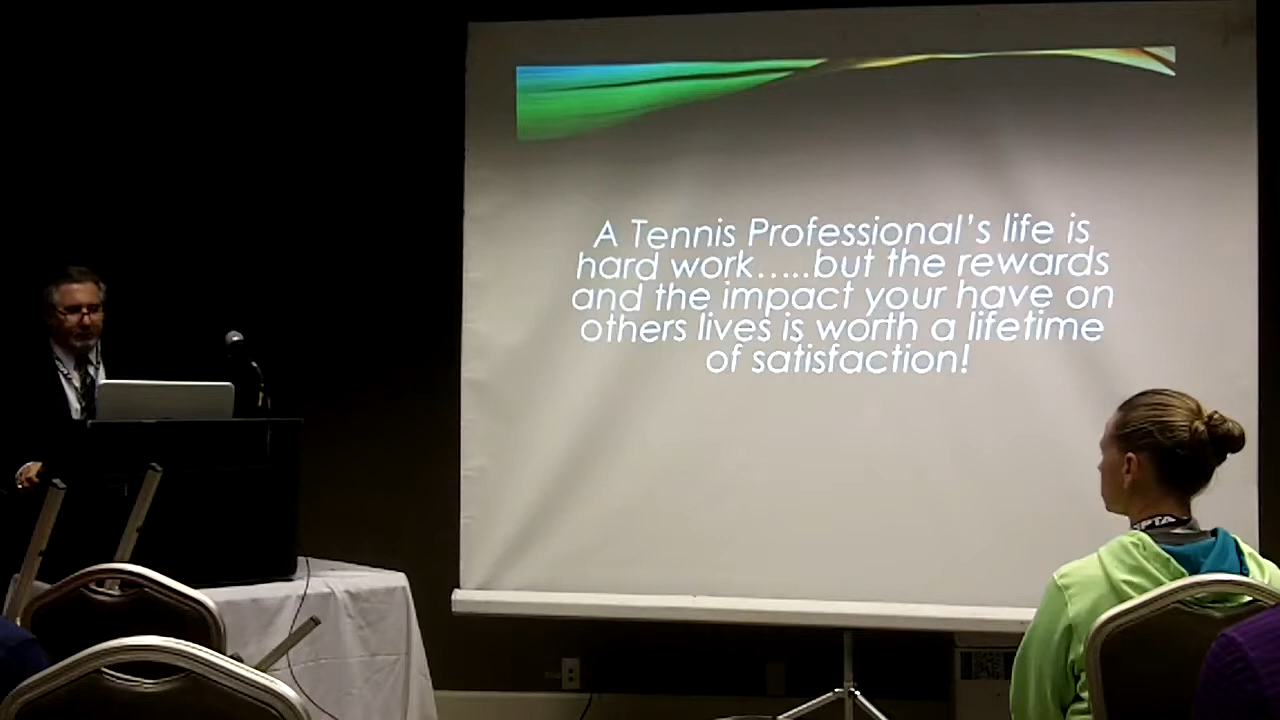 A Tennis Professional's life is
hard work.....but the rewards
and the impact your have on
others lives is worth a lifetime
of satisfaction!